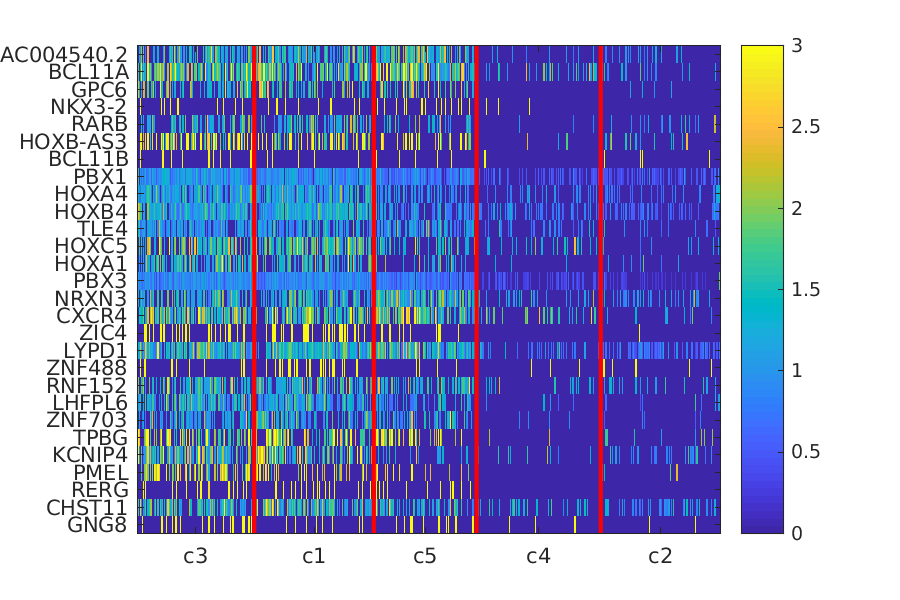 AC004540.2
BCL11A
GPC6
NKX3-2
RARB
HOXB-AS3
BCL11B
PBX1
HOXA4
HOXB4
TLE4
HOXC5
HOXA1
PBX3
NRXN3
CXCR4
ZIC4
LYPD1
ZNF488
RNF152
LHFPL6
ZNF703
TPBG
KCNIP4
PMEL
RERG
CHST11
GNG8
c3 c1 c5 c4 c2
3
2.5
2
1.5
1
0.5
0